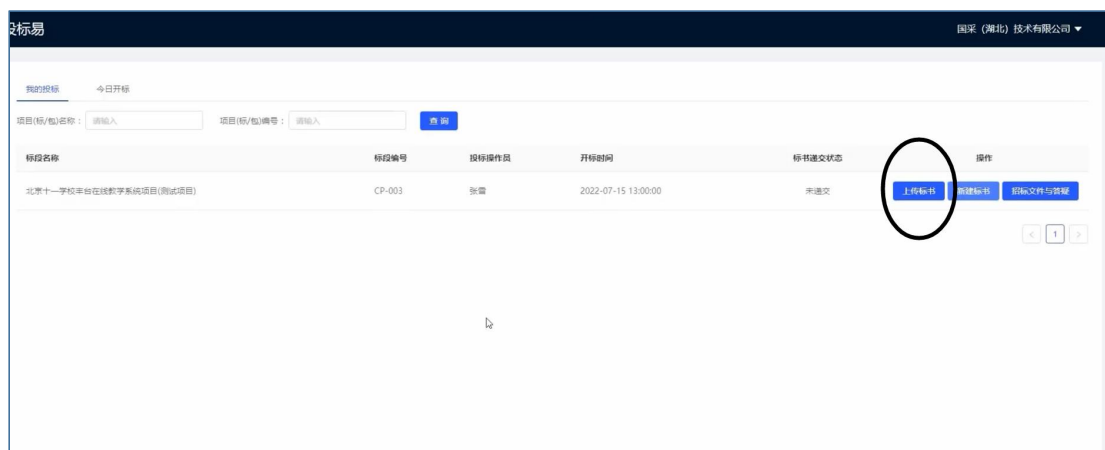 投标易
国采（湖北）技术有限公司
我的投标 今日开标
项目(标/包)名称： 请输入 项目(标/包)编号： 请输入 查 询
标段名称 标段编号 投标操作员 开标时间 标书递交状态 操作
北京十一学校丰台在线教学系统项目(测试项目) CP-003 张雪 2022-07-15 13:00:00 未递交 上传标书 新建标书 招标文件与答疑
< 1 >